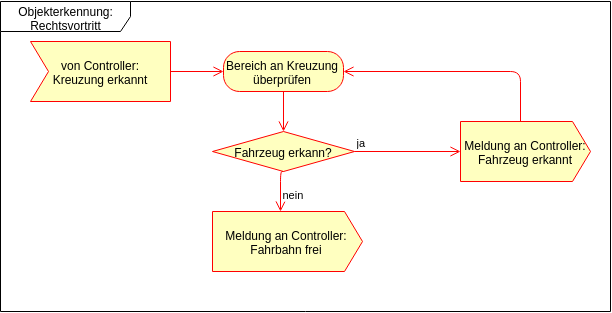 Objekterkennung:
Rechtsvortritt
von Controller:
Kreuzung erkannt
Bereich an Kreuzung
überprüfen
Fahrzeug erkann?
ja
Meldung an Controller:
Fahrzeug erkannt
nein
Meldung an Controller:
Fahrbahn frei